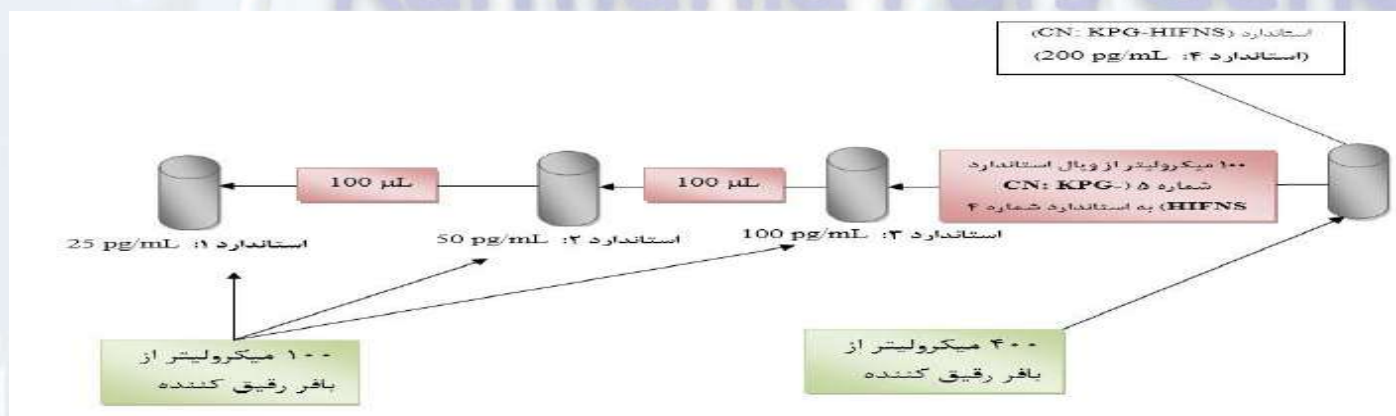 استاندارد (CN: KPG-HIFNS)
(استاندارد ۴: 200 pg/mL)
۱۰۰ میکرولیتر از ویال استاندارد
شماره ۵ (CN: KPG-
HIFNS) به استاندارد شماره ۴
100 µL
100 µL
استاندارد ۳: 100 pg/mL
استاندارد ۲: 50 pg/mL
استاندارد ۱: 25 pg/mL
۴۰۰ میکرولیتر از
بافر رقیق کننده
۱۰۰ میکرولیتر از
بافر رقیق کننده